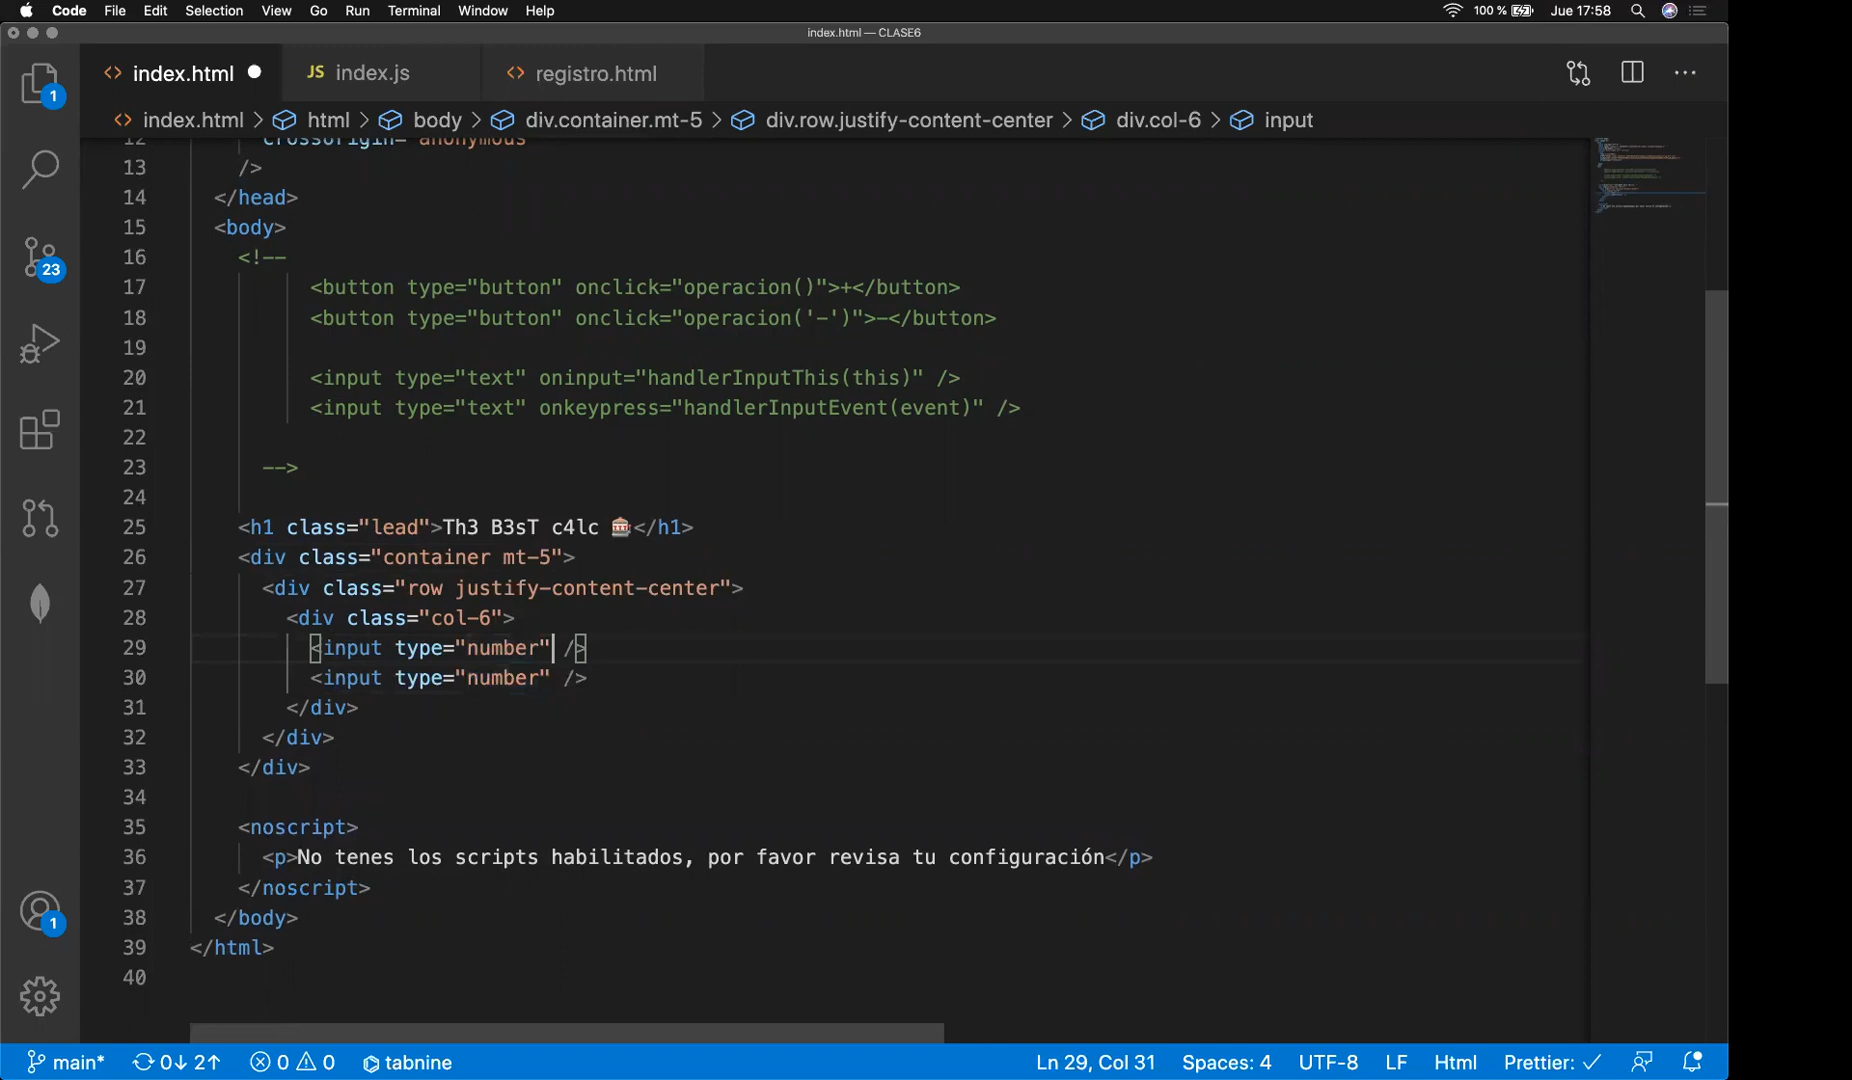 Code File Edit Selection View Go Run Terminal Window Help 100 % Jue 17:58
index.html — CLASE6
index.html JS index.js registro.html
index.html > html > body > div.container.mt-5 > div.row.justify-content-center > div.col-6 > input
12 crossorigin="anonymous"
13 />
14 </head>
15 <body>
16 <!--
17 <button type="button" onclick="operacion()">+</button>
18 <button type="button" onclick="operacion('-')">-</button>
19
20 <input type="text" oninput="handlerInputThis(this)" />
21 <input type="text" onkeypress="handlerInputEvent(event)" />
22
23 -->
24
25 <h1 class="lead">Th3 B3sT c4lc 🎰</h1>
26 <div class="container mt-5">
27 <div class="row justify-content-center">
28 <div class="col-6">
29 <input type="number" />
30 <input type="number" />
31 </div>
32 </div>
33 </div>
34
35 <noscript>
36 <p>No tenes los scripts habilitados, por favor revisa tu configuración</p>
37 </noscript>
38 </body>
39 </html>
40
1
23
1
main* 0↓ 2↑ 0 0 tabnine Ln 29, Col 31 Spaces: 4 UTF-8 LF Html Prettier: ✓